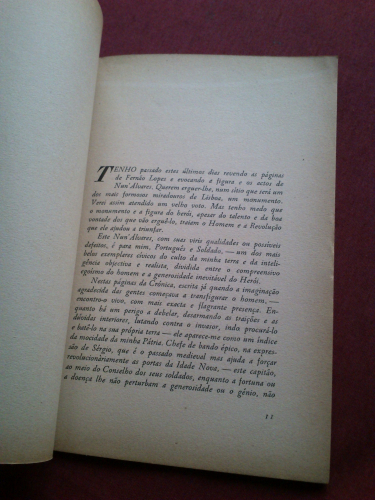 TENHO passado estes últimos dias revendo as páginas
de Fernão Lopes e evocando a figura e os actos de
Nun'Álvares. Querem erguer-lhe, num sítio que será um
dos mais formosos miradouros de Lisboa, um monumento.
Verei assim atendido um velho voto. Mas tenho medo que
o monumento e a figura do herói, apesar do talento e da boa
vontade dos que vão erguê-lo, traiam o Homem e a Revolução
que ele ajudou a triunfar.
Este Nun'Álvares, com suas viris qualidades ou possíveis
defeitos, é para mim, Português e Soldado, — um dos mais
belos exemplares cívicos do culto da minha terra e da inteli-
gência objectiva e realista, dividida entre o compreensivo
egoísmo do homem e a generosidade inevitável do Herói.
Nestas páginas da Crónica, escrita já quando a imaginação
agradecida das gentes começava a transfigurar o homem, —
encontro-o vivo, com mais exacta e flagrante presença. En-
quanto há um perigo a debelar, desarmando as traições e as
dúvidas interiores, lutando contra o invasor, indo procurá-lo
e batê-lo na sua própria terra — ele aparece-me como um índice
da mocidade da minha Pátria. Chefe de bando épico, na expres-
são de Sérgio, que é o passado medieval mas ajuda a forçar
revolucionàriamente as portas da Idade Nova, — este capitão,
ao meio do Conselho dos seus soldados, enquanto a fortuna ou
a doença lhe não perturbam a generosidade ou o génio, não
11